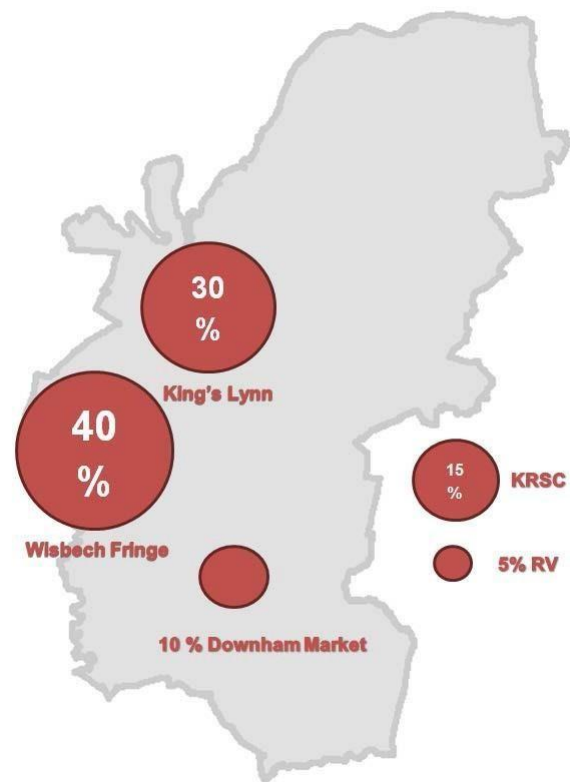 30
%
King's Lynn
40
%
Wisbech Fringe
15
%
KRSC
5% RV
10 % Downham Market